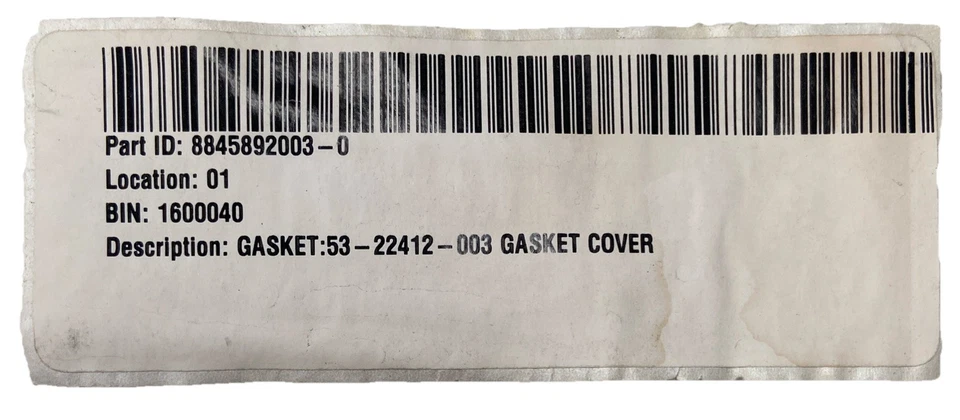 Part ID: 8845892003-0
Location: 01
BIN: 1600040
Description: GASKET:53-22412-003 GASKET COVER